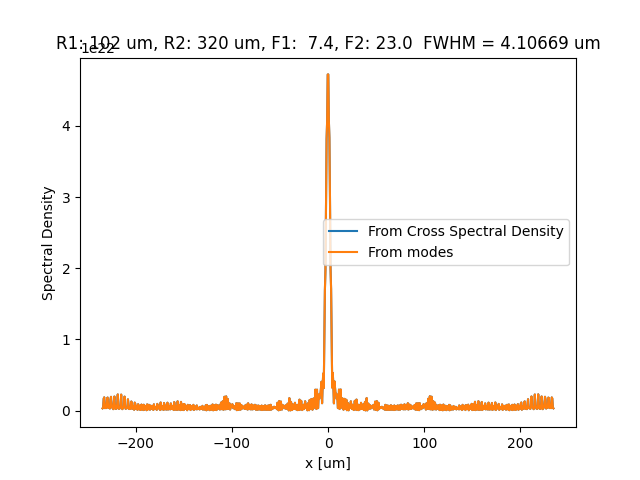 R1: 102 um, R2: 320 um, F1:  7.4, F2: 23.0  FWHM = 4.10669 um
1e22
4
3
2
1
0
Spectral Density
From Cross Spectral Density
From modes
−200
−100
0
100
200
x [um]